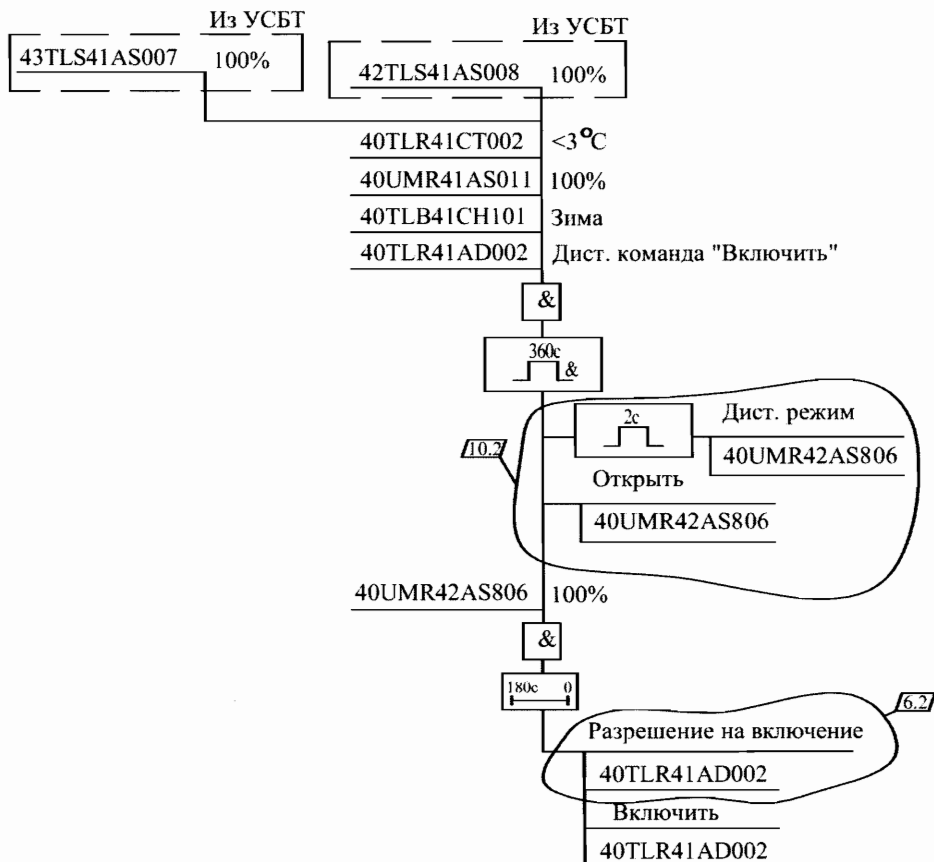 Из УСБТ
Из УСБТ
43TLS41AS007 100%
42TLS41AS008 100%
40TLR41CT002 <3°C
40UMR41AS011 100%
40TLB41CH101 Зима
40TLR41AD002 Дист. команда "Включить"
&
360с
&
2с
Дист. режим
10.2
40UMR42AS806
Открыть
40UMR42AS806
40UMR42AS806 100%
&
180с 0
6.2
Разрешение на включение
40TLR41AD002
Включить
40TLR41AD002